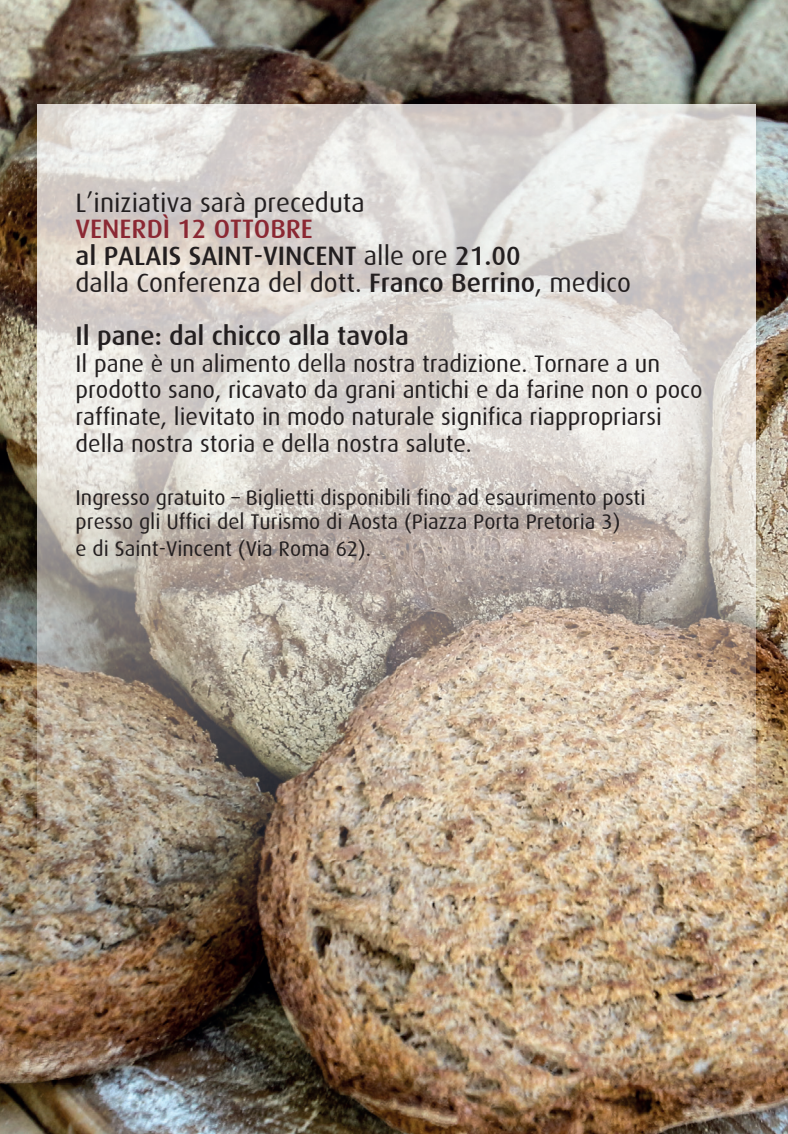 L’iniziativa sarà preceduta
VENERDÌ 12 OTTOBRE
al PALAIS SAINT-VINCENT alle ore 21.00
dalla Conferenza del dott. Franco Berrino, medico
Il pane: dal chicco alla tavola
Il pane è un alimento della nostra tradizione. Tornare a un
prodotto sano, ricavato da grani antichi e da farine non o poco
raffinate, lievitato in modo naturale significa riappropriarsi
della nostra storia e della nostra salute.
Ingresso gratuito – Biglietti disponibili fino ad esaurimento posti
presso gli Uffici del Turismo di Aosta (Piazza Porta Pretoria 3)
e di Saint-Vincent (Via Roma 62).